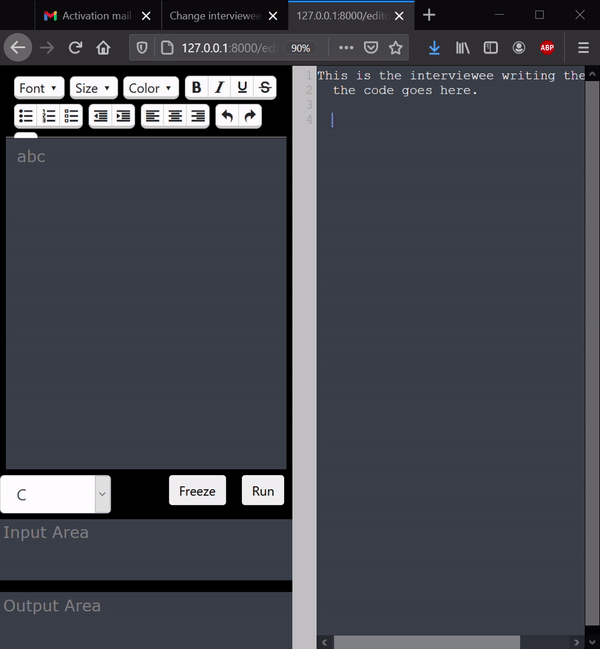 Activation mail
Change interviewee
127.0.0.1:8000/edito
127.0.0.1:8000/edi
90%
ABP
Font
Size
Color
B I U S
abc
C
Freeze
Run
Input Area
Output Area
1 This is the interviewee writing the
2 the code goes here.
3
4